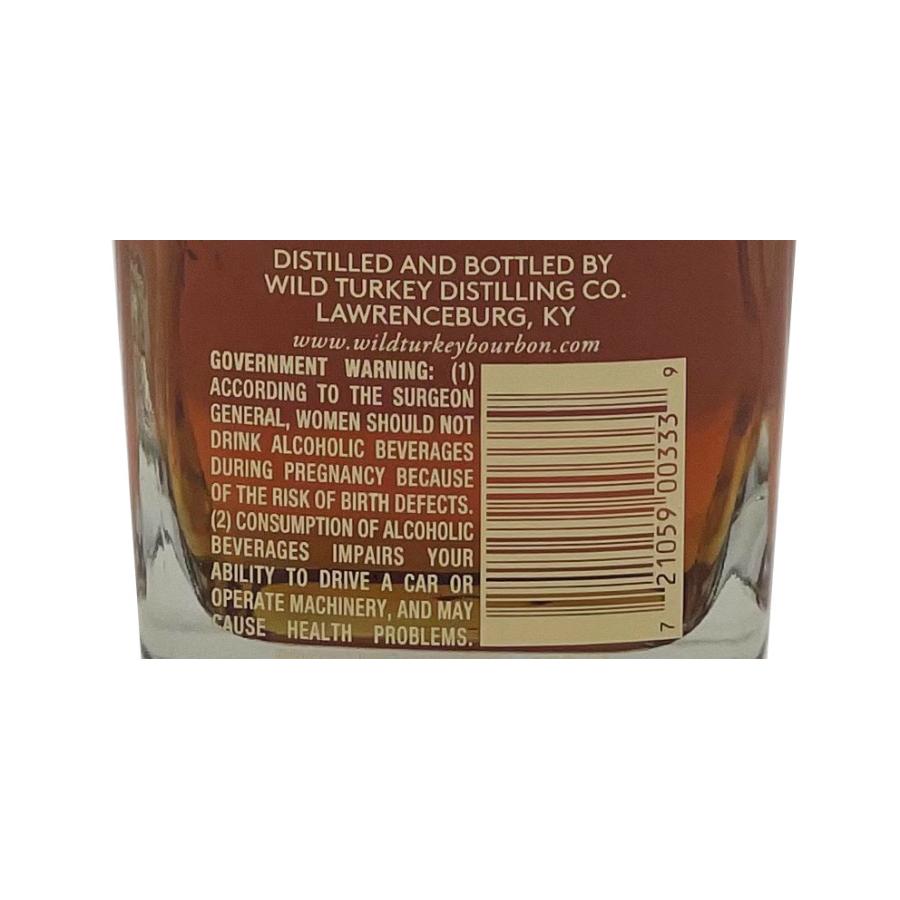 DISTILLED AND BOTTLED BY
WILD TURKEY DISTILLING CO.
LAWRENCEBURG, KY
www.wildturkeybourbon.com
GOVERNMENT WARNING: (1)
ACCORDING TO THE SURGEON
GENERAL, WOMEN SHOULD NOT
DRINK ALCOHOLIC BEVERAGES
DURING PREGNANCY BECAUSE
OF THE RISK OF BIRTH DEFECTS.
(2) CONSUMPTION OF ALCOHOLIC
BEVERAGES IMPAIRS YOUR
ABILITY TO DRIVE A CAR OR
OPERATE MACHINERY, AND MAY
CAUSE HEALTH PROBLEMS.
7 21059 00333 9